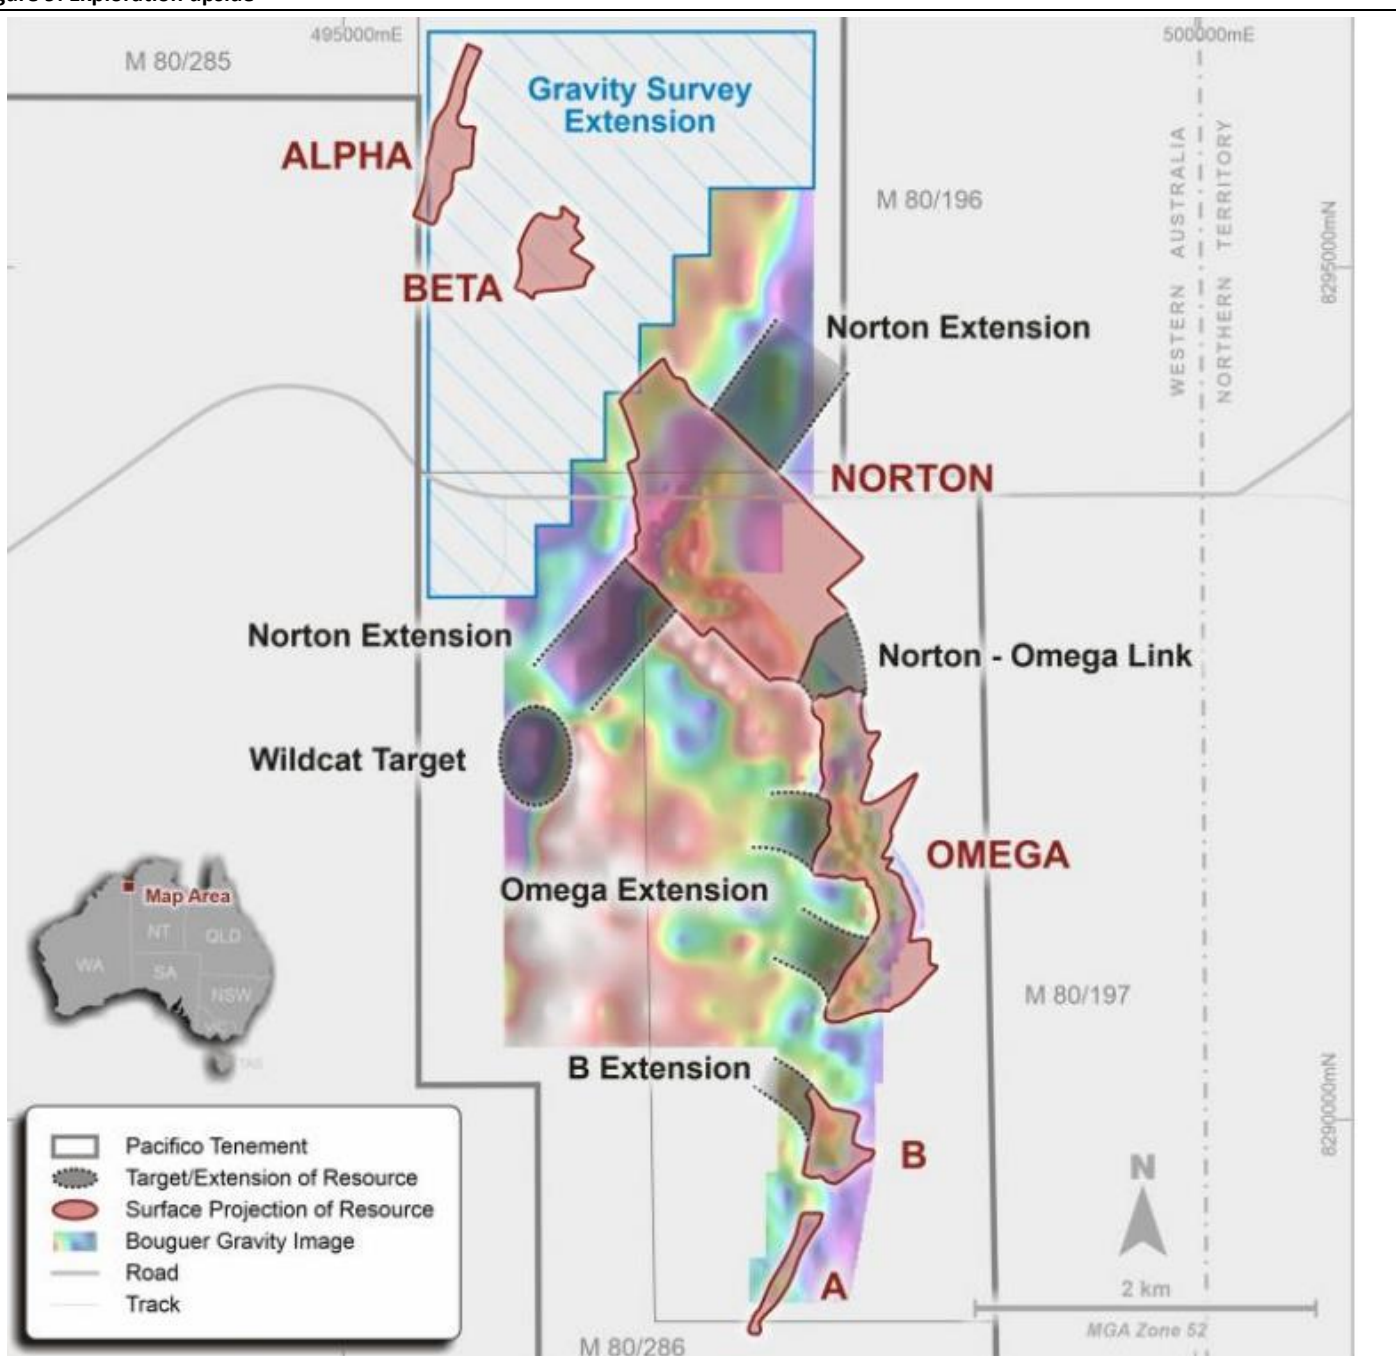 495000mE
500000mE
M 80/285
Gravity Survey
Extension
ALPHA
M 80/196
WESTERN AUSTRALIA
NORTHERN TERRITORY
8295000mN
BETA
Norton Extension
NORTON
Norton Extension
Norton - Omega Link
Wildcat Target
OMEGA
Omega Extension
Map Area
NT
QLD
WA
SA
NSW
TAS
M 80/197
B Extension
8290000mN
B
N
A
Pacifico Tenement
Target/Extension of Resource
Surface Projection of Resource
Bouguer Gravity Image
Road
Track
2 km
MGA Zone 52
M 80/286